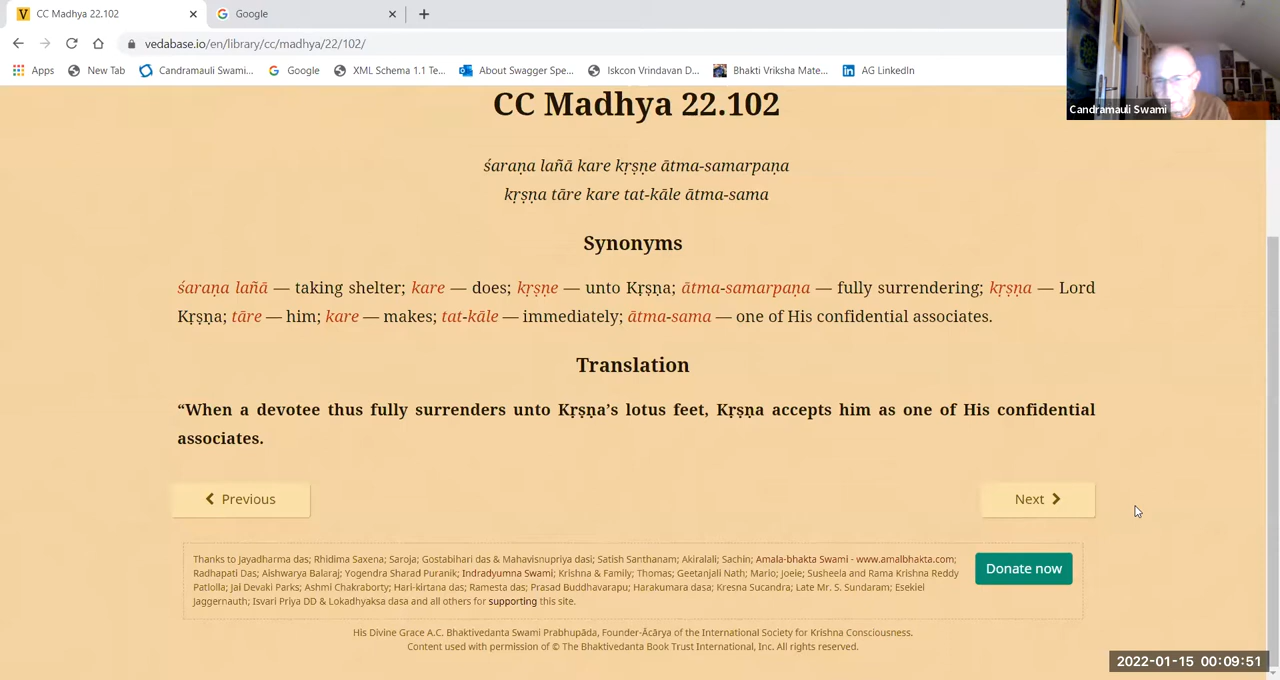 CC Madhya 22.102
Google
vedabase.io/en/library/cc/madhya/22/102/
Apps New Tab Candramauli Swami... Google XML Schema 1.1 Te... About Swagger Spe... Iskcon Vrindavan D... Bhakti Vriksha Mate... AG LinkedIn
Candramauli Swami
CC Madhya 22.102
śaraṇa lañā kare kṛṣṇe ātma-samarpaṇa
kṛṣṇa tāre kare tat-kāle ātma-sama
Synonyms
śaraṇa lañā — taking shelter; kare — does; kṛṣṇe — unto Kṛṣṇa; ātma-samarpaṇa — fully surrendering; kṛṣṇa — Lord
Kṛṣṇa; tāre — him; kare — makes; tat-kāle — immediately; ātma-sama — one of His confidential associates.
Translation
“When a devotee thus fully surrenders unto Kṛṣṇa’s lotus feet, Kṛṣṇa accepts him as one of His confidential
associates.
Previous
Next
Thanks to Jayadharma das; Rhidima Saxena; Saroja; Gostabihari das & Mahavisnupriya dasi; Satish Santhanam; Akiralali; Sachin; Amala-bhakta Swami - www.amalbhakta.com;
Radhapati Das; Aishwarya Balaraj; Yogendra Sharad Puranik; Indradyumna Swami; Krishna & Family; Thomas; Geetanjali Nath; Mario; Joele; Susheela and Rama Krishna Reddy
Patlolla; Jai Devaki Parks; Ashmi Chakraborty; Hari-kirtana das; Ramesta das; Prasad Buddhavarapu; Harakumara dasa; Kresna Sucandra; Late Mr. S. Sundaram; Esekiel
Jaggernauth; Isvari Priya DD & Lokadhyaksa dasa and all others for supporting this site.
Donate now
His Divine Grace A.C. Bhaktivedanta Swami Prabhupāda, Founder-Ācārya of the International Society for Krishna Consciousness.
Content used with permission of © The Bhaktivedanta Book Trust International, Inc. All rights reserved.
2022-01-15 00:09:51